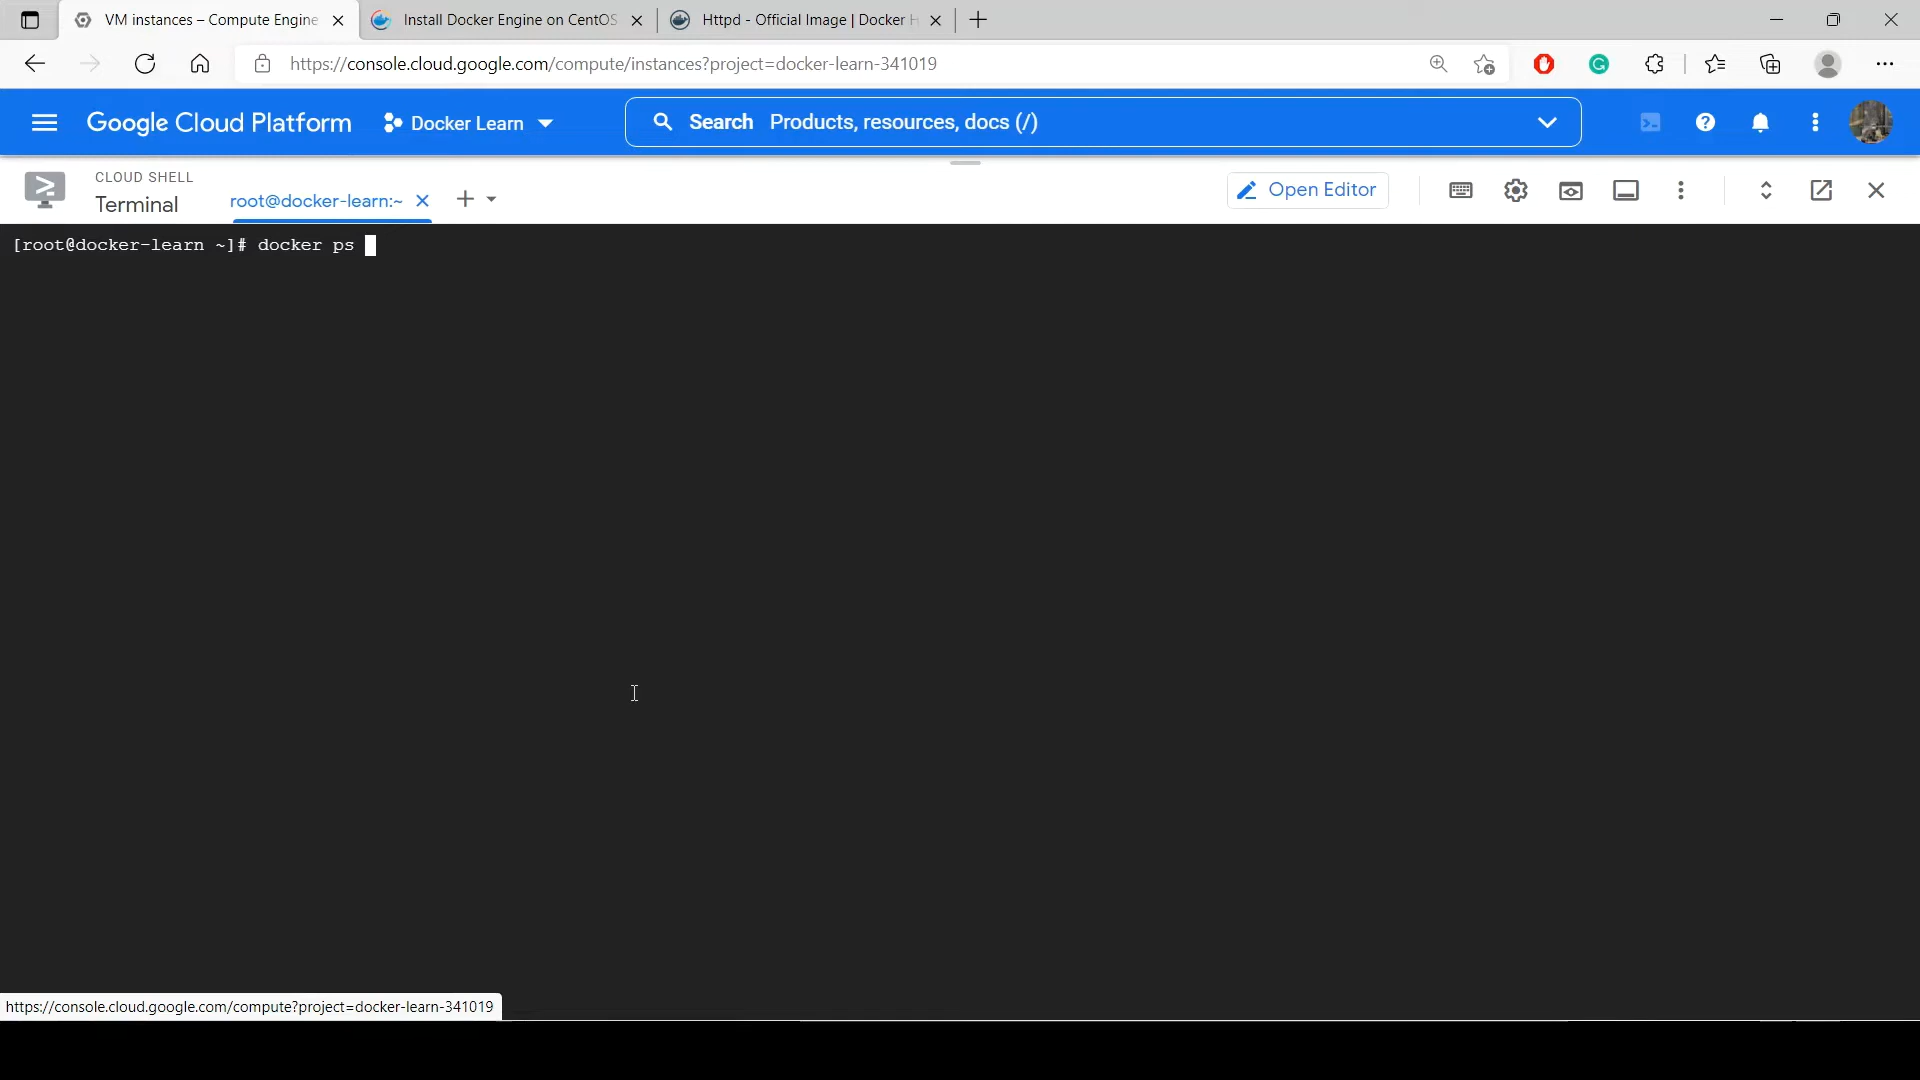 VM instances – Compute Engine
Install Docker Engine on CentOS
Httpd - Official Image | Docker H
https://console.cloud.google.com/compute/instances?project=docker-learn-341019
Google Cloud Platform
Docker Learn
Search Products, resources, docs (/)
CLOUD SHELL
Terminal
root@docker-learn:~
Open Editor
[root@docker-learn ~]# docker ps
https://console.cloud.google.com/compute?project=docker-learn-341019